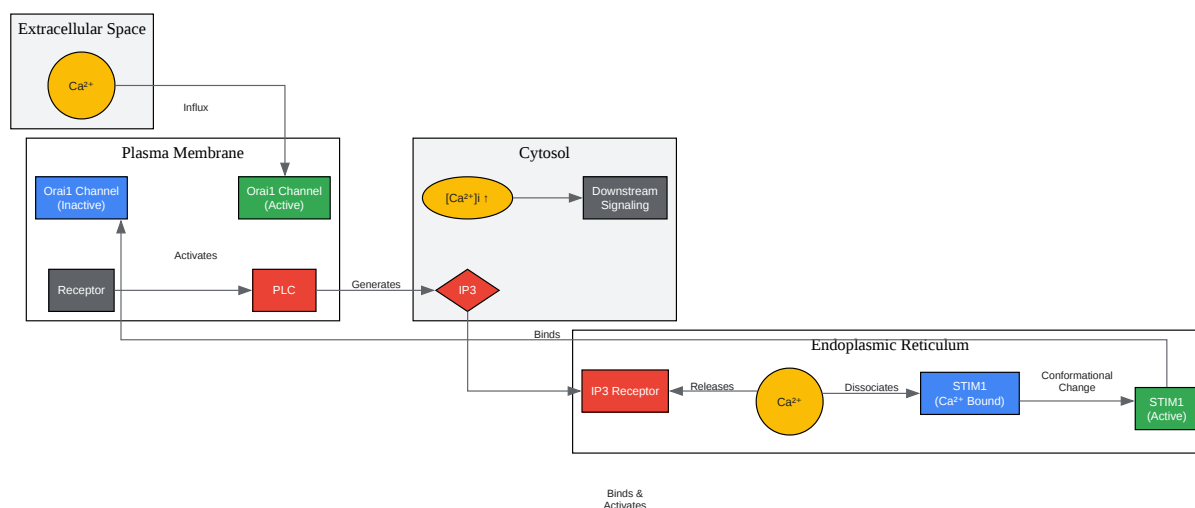 Extracellular Space
Ca²⁺
Influx
Plasma Membrane
Orai1 Channel
(Inactive)
Orai1 Channel
(Active)
Activates
Receptor
PLC
Generates
Cytosol
[Ca²⁺]i ↑
Downstream
Signaling
IP3
Binds
Endoplasmic Reticulum
IP3 Receptor
Releases
Ca²⁺
Dissociates
STIM1
(Ca²⁺ Bound)
Conformational
Change
STIM1
(Active)
Binds &
Activates